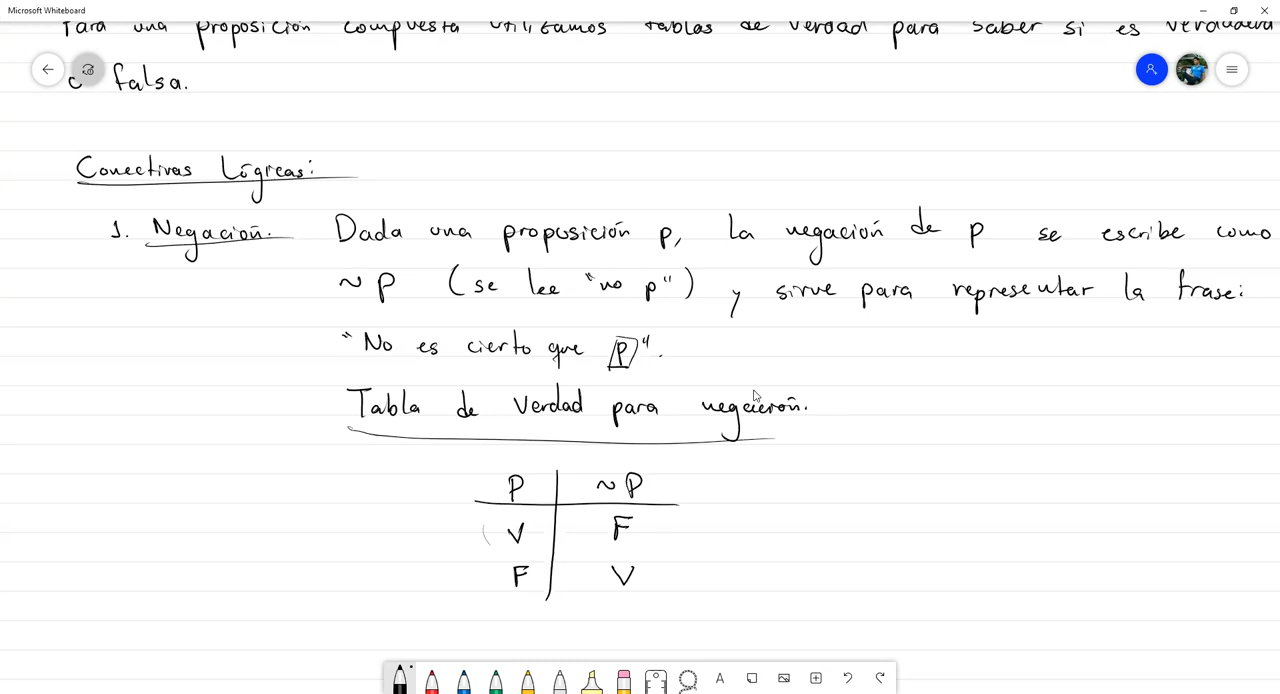 Microsoft Whiteboard
Para una proposición compuesta utilizamos tablas de verdad para saber si es verdadera
o falsa.
Conectivas Lógicas:
1. Negación. Dada una proposición p, la negación de p se escribe como
~p (se lee "no p") y sirve para representar la frase:
"No es cierto que p".
Tabla de Verdad para negación.
P ~P
V F
F V
A